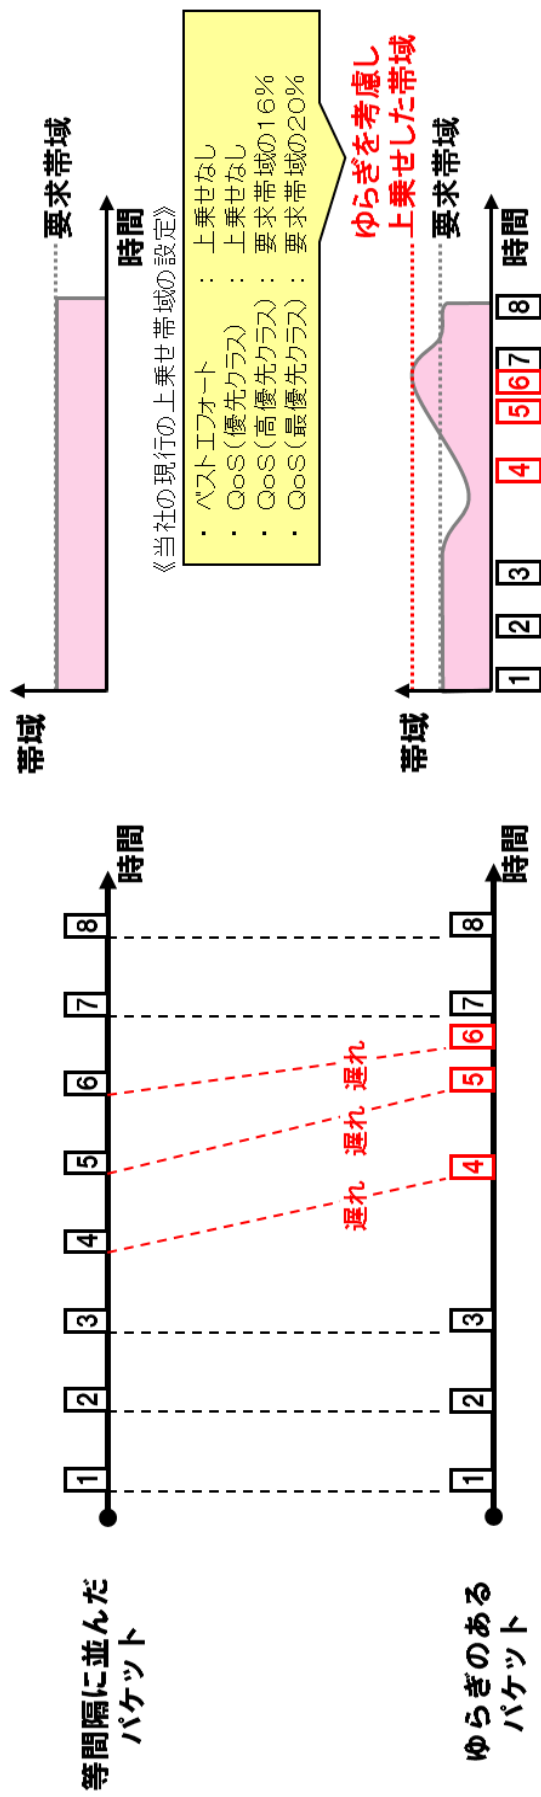 等間隔に並んだ
パケット
1 2 3 4 5 6 7 8
時間
帯域
要求帯域
時間
遅れ 遅れ 遅れ
《当社の現行の上乗せ帯域の設定》
・ ベストエフォート : 上乗せなし
・ QoS(優先クラス) : 上乗せなし
・ QoS(高優先クラス) : 要求帯域の16%
・ QoS(最優先クラス) : 要求帯域の20%
ゆらぎのある
パケット
1 2 3 4 5 6 7 8
時間
帯域
ゆらぎを考慮し
上乗せした帯域
要求帯域
時間
1 2 3 4 5 6 7 8